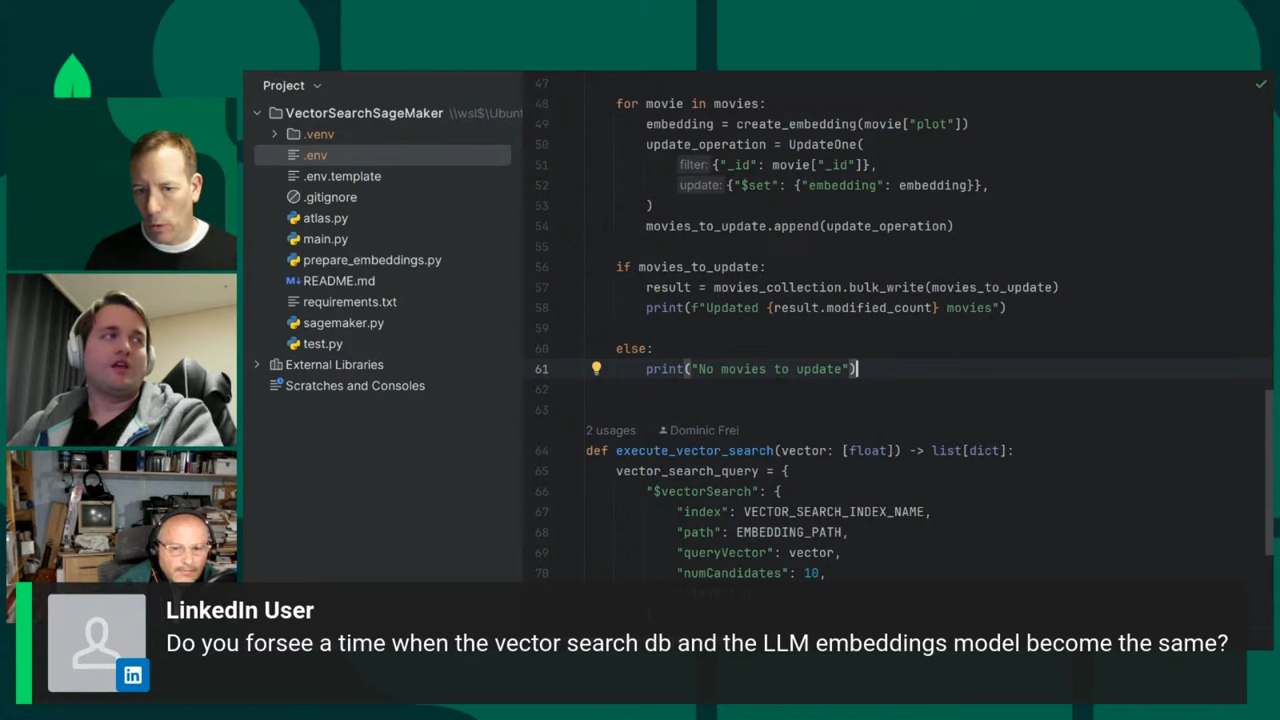 Project
VectorSearchSageMaker \\wsl$\Ubunt
.venv
.env
.env.template
.gitignore
atlas.py
main.py
prepare_embeddings.py
M↓ README.md
requirements.txt
sagemaker.py
test.py
External Libraries
Scratches and Consoles
47
48 for movie in movies:
49 embedding = create_embedding(movie["plot"])
50 update_operation = UpdateOne(
51 filter: {"_id": movie["_id"]},
52 update: {"$set": {"embedding": embedding}},
53 )
54 movies_to_update.append(update_operation)
55
56 if movies_to_update:
57 result = movies_collection.bulk_write(movies_to_update)
58 print(f"Updated {result.modified_count} movies")
59
60 else:
61 print("No movies to update")
62
63
2 usages Dominic Frei
64 def execute_vector_search(vector: [float]) -> list[dict]:
65 vector_search_query = {
66 "$vectorSearch": {
67 "index": VECTOR_SEARCH_INDEX_NAME,
68 "path": EMBEDDING_PATH,
69 "queryVector": vector,
70 "numCandidates": 10,
LinkedIn User
Do you forsee a time when the vector search db and the LLM embeddings model become the same?
in